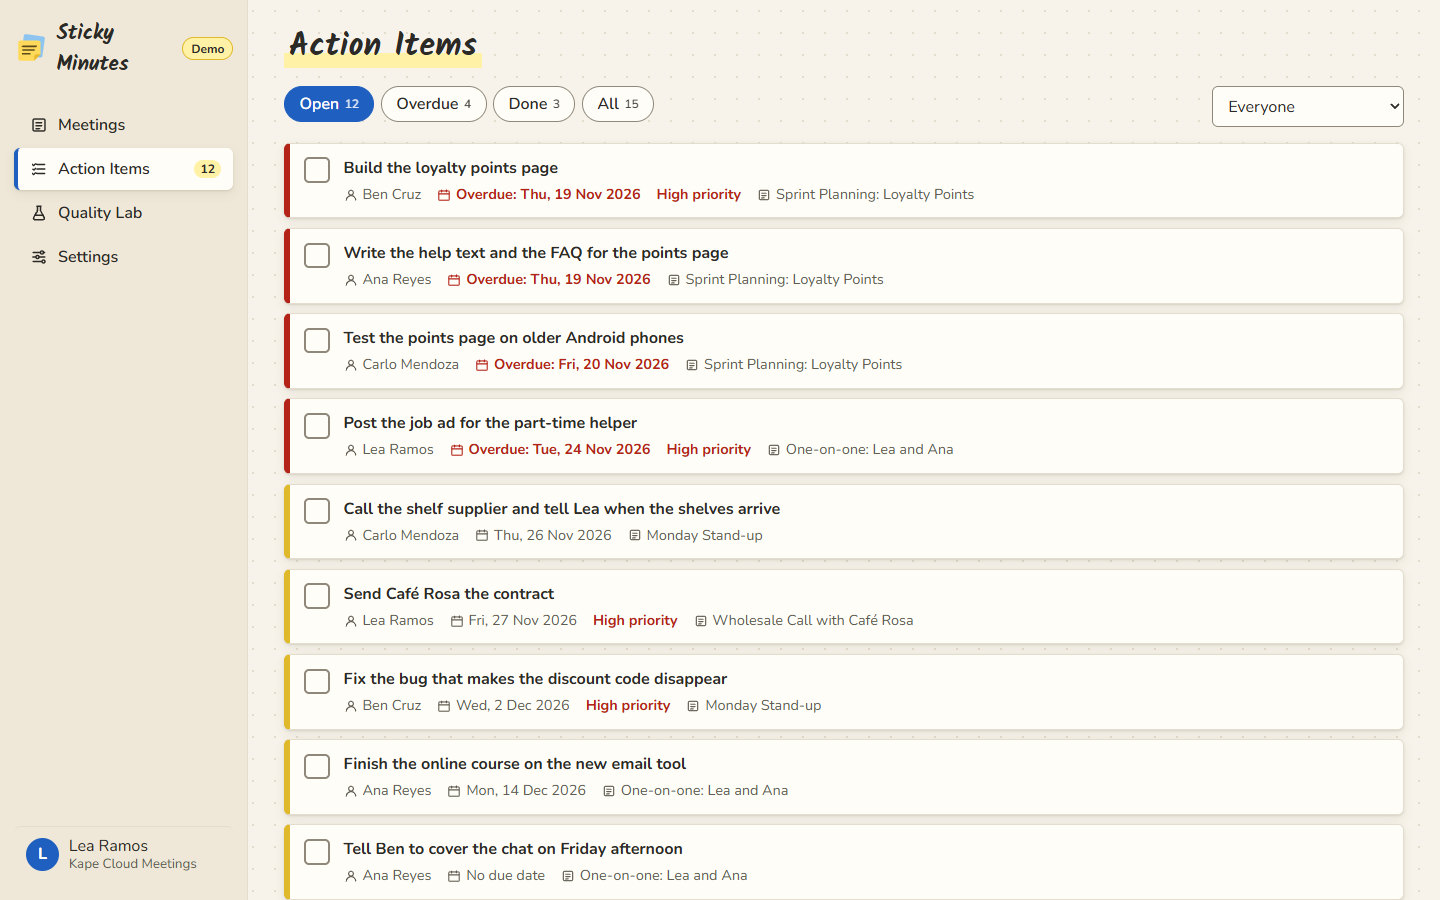 Sticky
Minutes
Demo
Meetings
Action Items 12
Quality Lab
Settings
Lea Ramos
Kape Cloud Meetings
L
Action Items
Open 12 Overdue 4 Done 3 All 15
Everyone
Build the loyalty points page
Ben Cruz Overdue: Thu, 19 Nov 2026 High priority Sprint Planning: Loyalty Points
Write the help text and the FAQ for the points page
Ana Reyes Overdue: Thu, 19 Nov 2026 Sprint Planning: Loyalty Points
Test the points page on older Android phones
Carlo Mendoza Overdue: Fri, 20 Nov 2026 Sprint Planning: Loyalty Points
Post the job ad for the part-time helper
Lea Ramos Overdue: Tue, 24 Nov 2026 High priority One-on-one: Lea and Ana
Call the shelf supplier and tell Lea when the shelves arrive
Carlo Mendoza Thu, 26 Nov 2026 Monday Stand-up
Send Café Rosa the contract
Lea Ramos Fri, 27 Nov 2026 High priority Wholesale Call with Café Rosa
Fix the bug that makes the discount code disappear
Ben Cruz Wed, 2 Dec 2026 High priority Monday Stand-up
Finish the online course on the new email tool
Ana Reyes Mon, 14 Dec 2026 One-on-one: Lea and Ana
Tell Ben to cover the chat on Friday afternoon
Ana Reyes No due date One-on-one: Lea and Ana